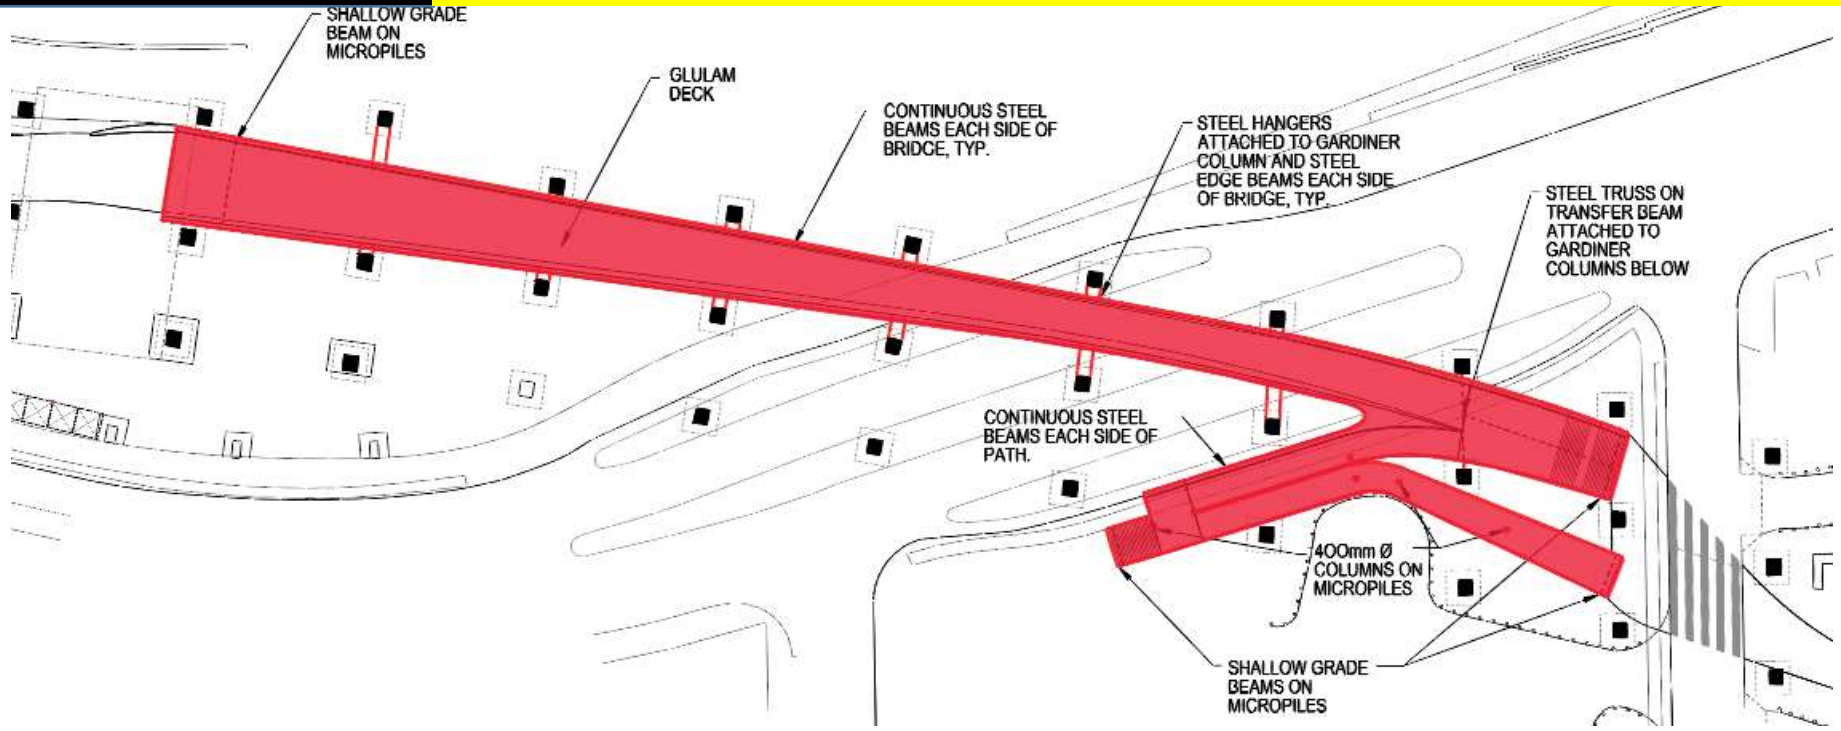 SHALLOW GRADE
BEAM ON
MICROPILES
GLULAM
DECK
CONTINUOUS STEEL
BEAMS EACH SIDE OF
BRIDGE, TYP.
STEEL HANGERS
ATTACHED TO GARDINER
COLUMN AND STEEL
EDGE BEAMS EACH SIDE
OF BRIDGE, TYP.
STEEL TRUSS ON
TRANSFER BEAM
ATTACHED TO
GARDINER
COLUMNS BELOW
CONTINUOUS STEEL
BEAMS EACH SIDE OF
PATH.
400mm Ø
COLUMNS ON
MICROPILES
SHALLOW GRADE
BEAMS ON
MICROPILES